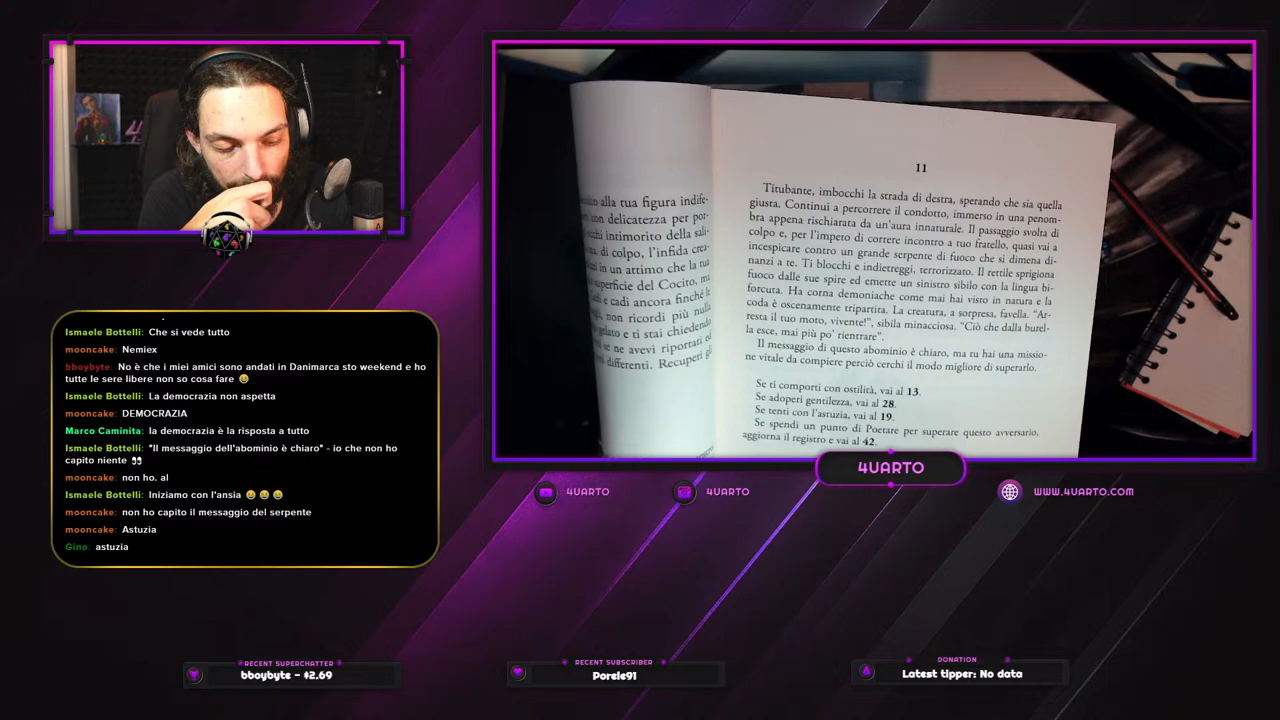 11
alla tua figura indife-
con delicatezza per por-
occhi intimorito della sali-
di colpo, l'infida crea-
in un attimo che la tua
superficie del Cocito, ma
e cadi ancora finché le
non ricordi più nulla
gelato e ti stai chiedendo
se ne avevi riportati ed
differenti. Recuperi gli
Titubante, imbocchi la strada di destra, sperando che sia quella
giusta. Continui a percorrere il condotto, immerso in una penom-
bra appena rischiarata da un'aura innaturale. Il passaggio svolta di
colpo e, per l'impeto di correre incontro a tuo fratello, quasi vai a
incespicare contro un grande serpente di fuoco che si dimena di-
nanzi a te. Ti blocchi e indietreggi, terrorizzato. Il rettile sprigiona
fuoco dalle sue spire ed emette un sinistro sibilo con la lingua bi-
forcuta. Ha corna demoniache come mai hai visto in natura e la
coda è oscenamente tripartita. La creatura, a sorpresa, favella. "Ar-
resta il tuo moto, vivente!", sibila minacciosa. "Ciò che dalla burel-
la esce, mai più po' rientrare".
Il messaggio di questo abominio è chiaro, ma tu hai una missio-
ne vitale da compiere perciò cerchi il modo migliore di superarlo.
Se ti comporti con ostilità, vai al 13.
Se adoperi gentilezza, vai al 28.
Se tenti con l'astuzia, vai al 19.
Se spendi un punto di Poetare per superare questo avversario,
aggiorna il registro e vai al 42.
4UARTO
4UARTO
4UARTO
WWW.4UARTO.COM
Ismaele Bottelli: Che si vede tutto
mooncake: Nemiex
bboybyte: No è che i miei amici sono andati in Danimarca sto weekend e ho
tutte le sere libere non so cosa fare 😂
Ismaele Bottelli: La democrazia non aspetta
mooncake: DEMOCRAZIA
Marco Caminita: la democrazia è la risposta a tutto
Ismaele Bottelli: "Il messaggio dell'abominio è chiaro" - io che non ho
capito niente 👀
mooncake: non ho. al
Ismaele Bottelli: Iniziamo con l'ansia 😂 😂 😂
mooncake: non ho capito il messaggio del serpente
mooncake: Astuzia
Gino: astuzia
RECENT SUPERCHATTER
bboybyte - $2.69
RECENT SUBSCRIBER
Porele91
DONATION
Latest tipper: No data